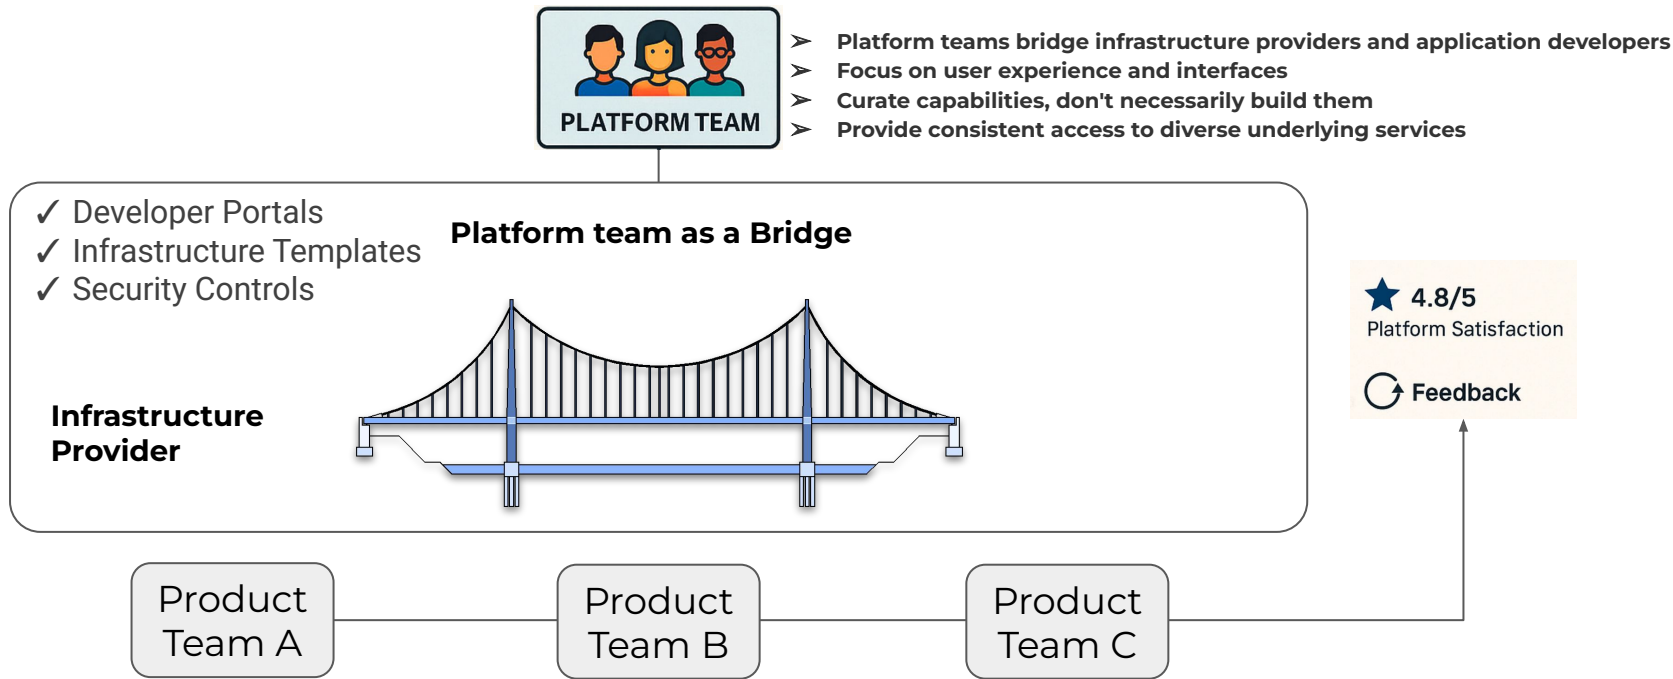 PLATFORM TEAM
➢ Platform teams bridge infrastructure providers and application developers
➢ Focus on user experience and interfaces
➢ Curate capabilities, don't necessarily build them
➢ Provide consistent access to diverse underlying services
✓ Developer Portals
✓ Infrastructure Templates
✓ Security Controls
Platform team as a Bridge
Infrastructure
Provider
4.8/5
Platform Satisfaction
Feedback
Product
Team A
Product
Team B
Product
Team C